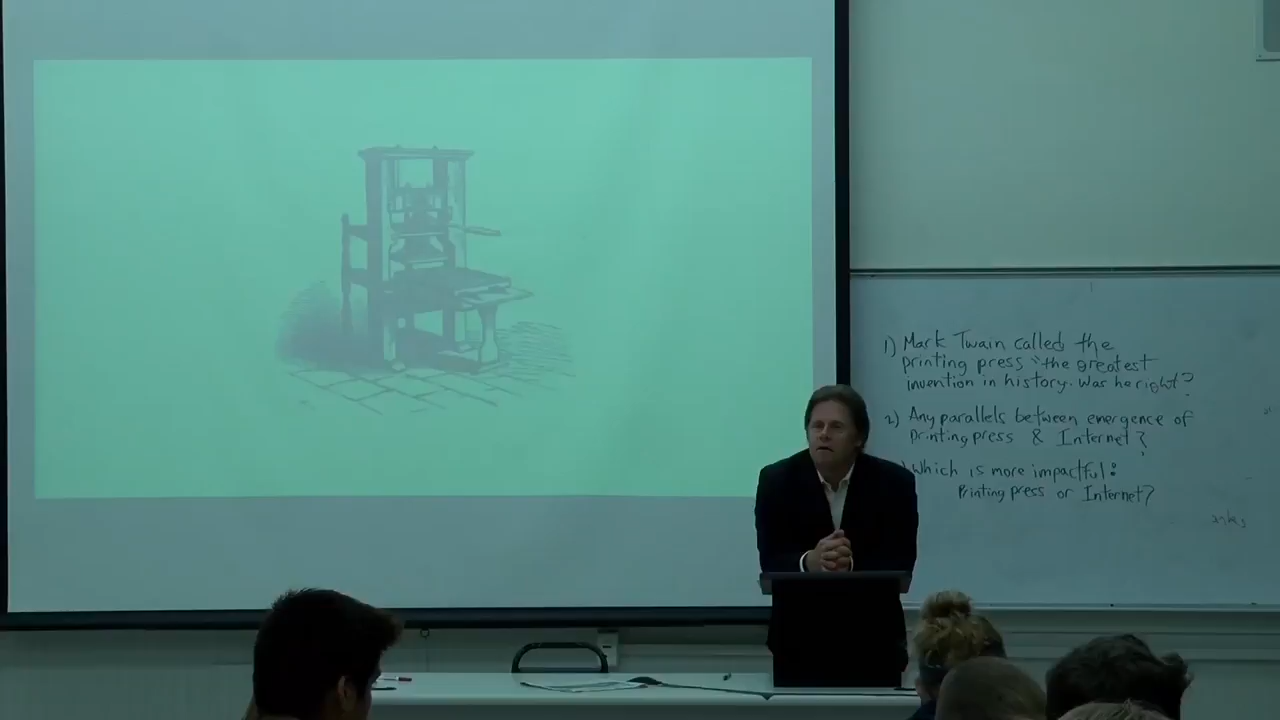 1) Mark Twain called the
printing press "the greatest
invention in history. Was he right?
2) Any parallels between emergence of
printing press & Internet?
) Which is more impactful:
Printing press or Internet?